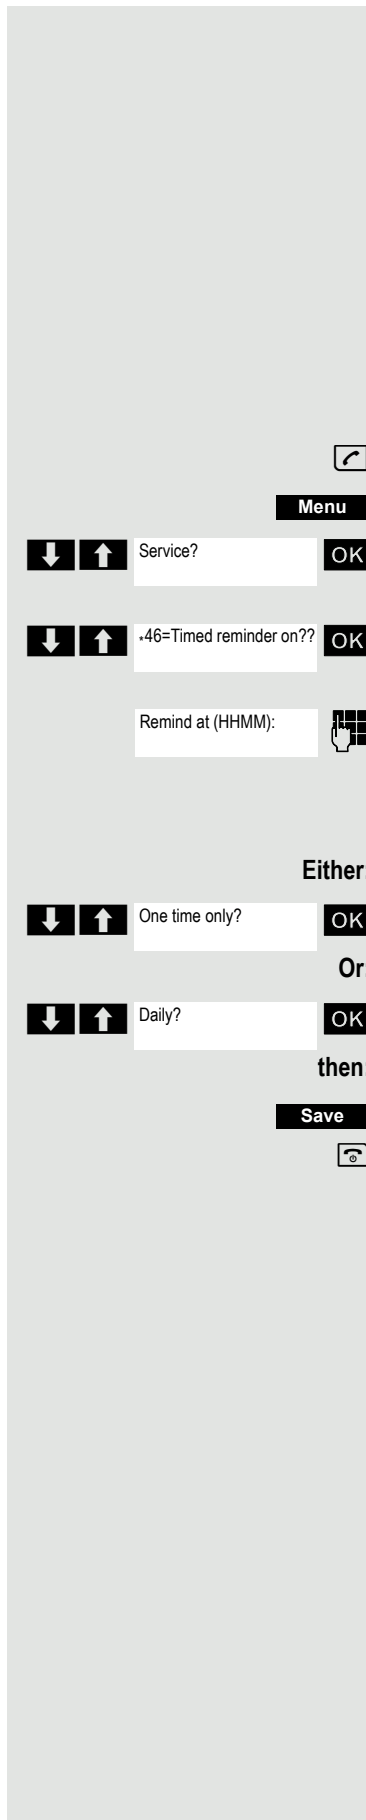 Menu
Service? OK
*46=Timed reminder on?? OK
Remind at (HHMM):
Either:
One time only? OK
Or:
Daily? OK
then:
Save